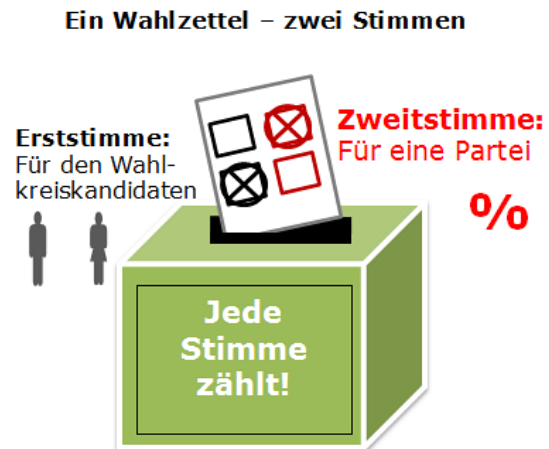 Ein Wahlzettel – zwei Stimmen
Erststimme:
Für den Wahl-
kreiskandidaten
Zweitstimme:
Für eine Partei
%
Jede
Stimme
zählt!